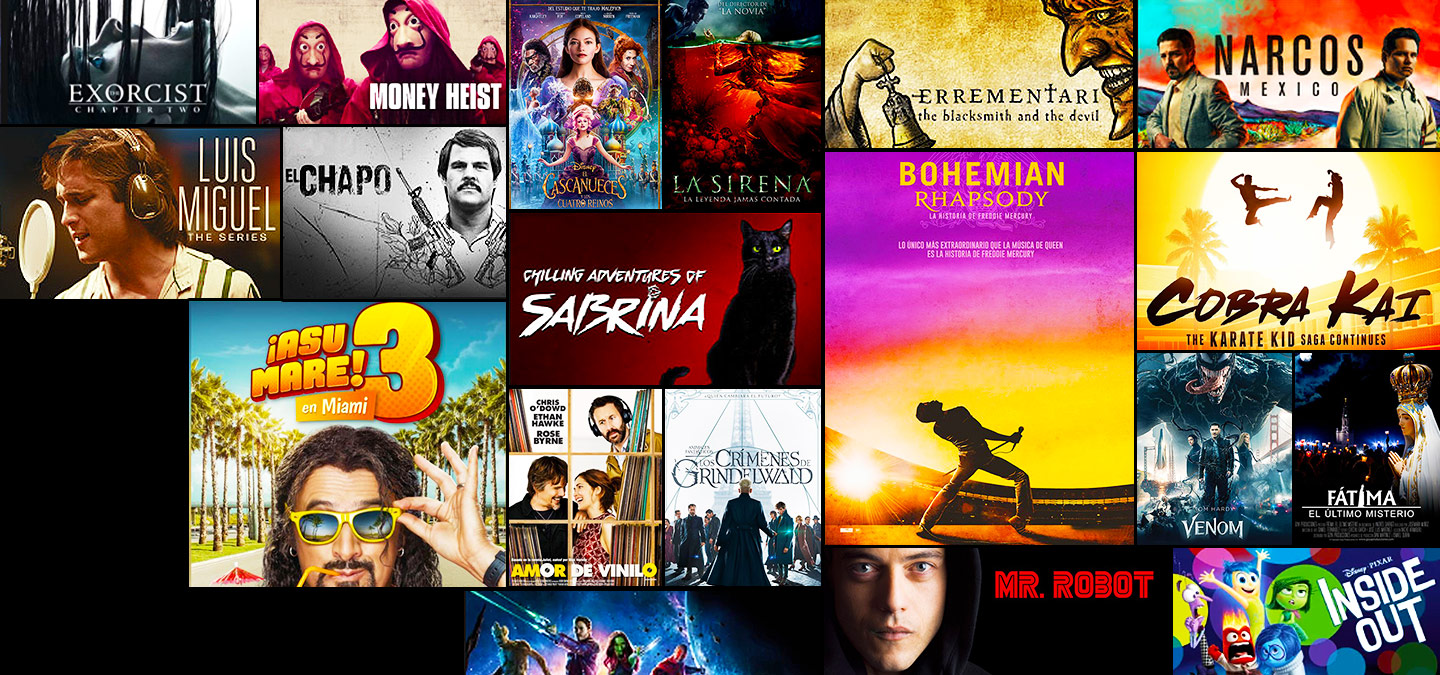 THE
EXORCIST
CHAPTER TWO
MONEY HEIST
DEL ESTUDIO QUE TE TRAJO MALÉFICA
KNIGHTLEY
FREEMAN
Disney
EL
CASCANUECES
Y LOS
CUATRO REINOS
DEL DIRECTOR DE
"LA NOVIA"
LA SIRENA
LA LEYENDA JAMAS CONTADA
ERREMENTARI
the blacksmith and the devil
NARCOS
MEXICO
LUIS
MIGUEL
THE SERIES
EL CHAPO
CHILLING ADVENTURES OF
SABRINA
BOHEMIAN
RHAPSODY
LA HISTORIA DE FREDDIE MERCURY
LO ÚNICO MÁS EXTRAORDINARIO QUE LA MÚSICA DE QUEEN
ES LA HISTORIA DE FREDDIE MERCURY
COBRA KAI
THE KARATE KID SAGA CONTINUES
¡ASU
MARE! 3
en Miami
CHRIS
O'DOWD
ETHAN
HAWKE
ROSE
BYRNE
AMOR DE VINILO
¿QUIÉN CAMBIARÁ EL FUTURO?
LOS CRÍMENES DE
GRINDELWALD
TOM HARDY
VENOM
FÁTIMA
EL ÚLTIMO MISTERIO
MR. ROBOT
Disney PIXAR
INSIDE
OUT